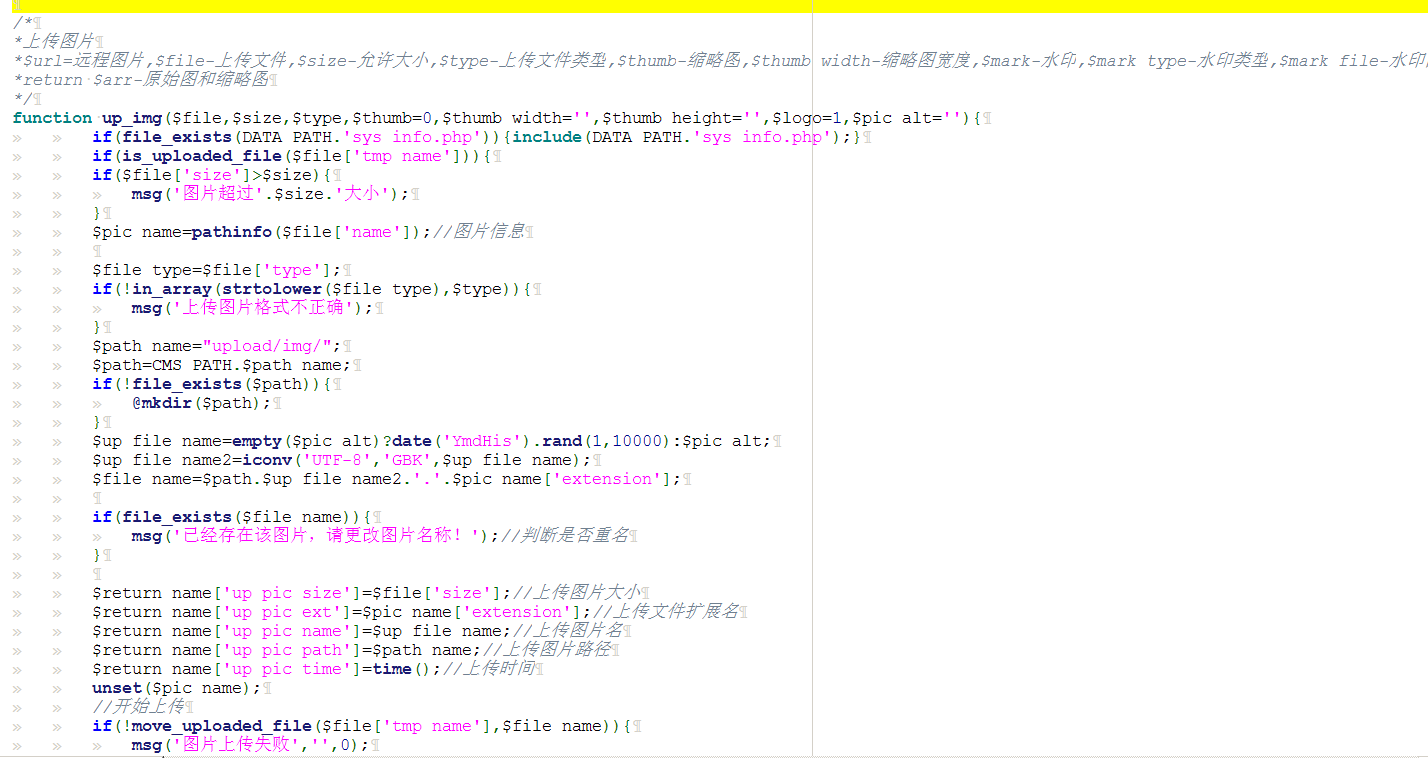 /*
*上传图片
*$url=远程图片,$file-上传文件,$size-允许大小,$type-上传文件类型,$thumb-缩略图,$thumb width-缩略图宽度,$mark-水印,$mark type-水印类型,$mark file-水印
*return $arr-原始图和缩略图
*/
function up_img($file,$size,$type,$thumb=0,$thumb width='',$thumb height='',$logo=1,$pic alt=''){
if(file_exists(DATA PATH.'sys info.php')){include(DATA PATH.'sys info.php');}
if(is_uploaded_file($file['tmp name'])){
if($file['size']>$size){
msg('图片超过'.$size.'大小');
}
$pic name=pathinfo($file['name']);//图片信息
$file type=$file['type'];
if(!in_array(strtolower($file type),$type)){
msg('上传图片格式不正确');
}
$path name="upload/img/";
$path=CMS PATH.$path name;
if(!file_exists($path)){
@mkdir($path);
}
$up file name=empty($pic alt)?date('YmdHis').rand(1,10000):$pic alt;
$up file name2=iconv('UTF-8','GBK',$up file name);
$file name=$path.$up file name2.'.'.$pic name['extension'];
if(file_exists($file name)){
msg('已经存在该图片，请更改图片名称！');//判断是否重名
}
$return name['up pic size']=$file['size'];//上传图片大小
$return name['up pic ext']=$pic name['extension'];//上传文件扩展名
$return name['up pic name']=$up file name;//上传图片名
$return name['up pic path']=$path name;//上传图片路径
$return name['up pic time']=time();//上传时间
unset($pic name);
//开始上传
if(!move_uploaded_file($file['tmp name'],$file name)){
msg('图片上传失败','',0);